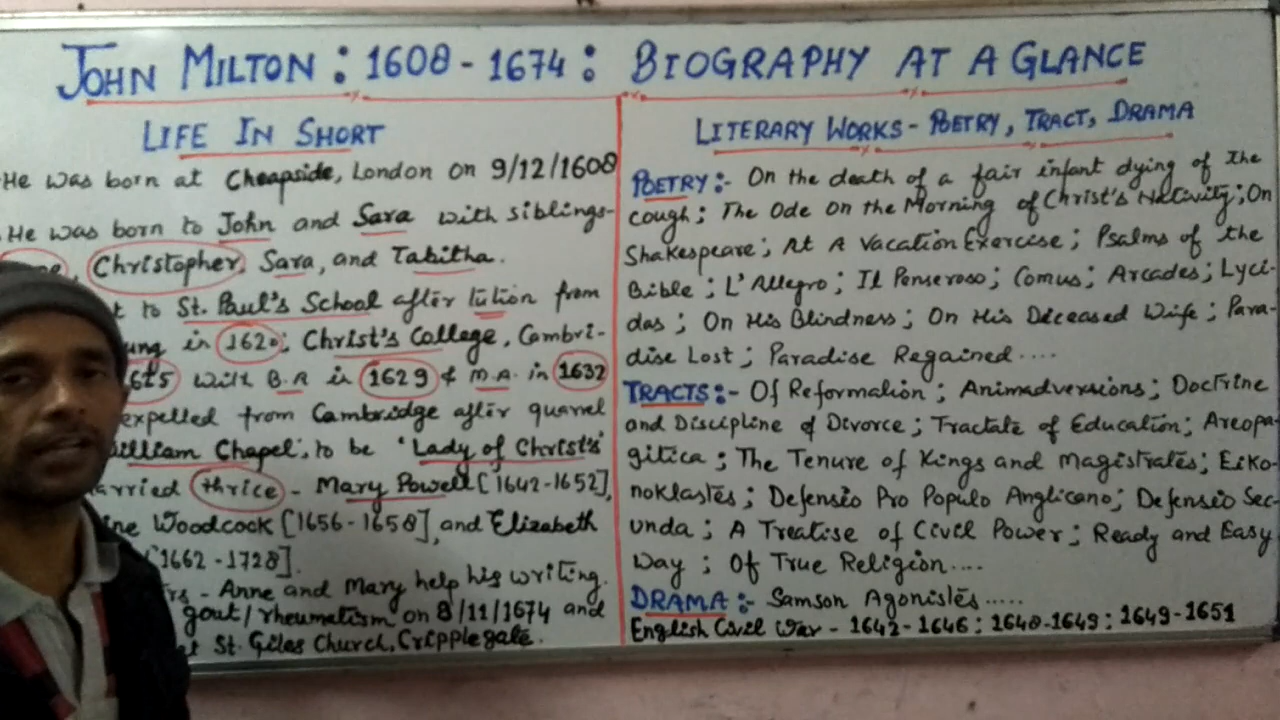 JOHN MILTON : 1608 - 1674 : BIOGRAPHY AT A GLANCE
LIFE IN SHORT
He was born at Cheapside, London on 9/12/1608
He was born to John and Sara with siblings-
Christopher, Sara, and Tabitha.
to St. Paul's School after tution from
ung in 1620; Christ's College, Cambri-
1625 with B.A in 1629 & M.A. in 1632
expelled from Cambridge after quarrel
illiam Chapel', to be 'Lady of Christ's'
arried thrice - Mary Powell [1642-1652],
ine Woodcock [1656-1658], and Elizabeth
[1662-1728].
rs - Anne and Mary help his writing.
gout/rheumatism on 8/11/1674 and
t St. Giles Church, Cripplegate.
LITERARY WORKS - POETRY, TRACT, DRAMA
POETRY :- On the death of a fair infant dying of the
cough; The Ode on the Morning of Christ's Nativity; On
Shakespeare; At A Vacation Exercise; Psalms of the
Bible; L'Allegro; Il Penseroso; Comus; Arcades; Lyci-
das; On His Blindness; On His Deceased Wife; Para-
dise Lost; Paradise Regained....
TRACTS :- Of Reformation; Animadversions; Doctrine
and Discipline of Divorce; Tractate of Education; Areopa-
gitica; The Tenure of Kings and Magistrates; Eiko-
noklastes; Defensio Pro Populo Anglicano; Defensio Sec-
unda; A Treatise of Civil Power; Ready and Easy
Way; Of True Religion....
DRAMA :- Samson Agonistes.....
English Civil War - 1642-1646 : 1648-1649 : 1649-1651